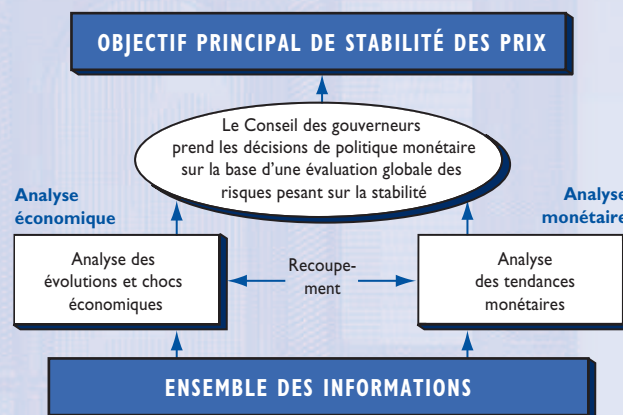 OBJECTIF PRINCIPAL DE STABILITÉ DES PRIX
Le Conseil des gouverneurs
prend les décisions de politique monétaire
sur la base d'une évaluation globale des
risques pesant sur la stabilité
Analyse
économique
Analyse
monétaire
Analyse des
évolutions et chocs
économiques
Recoupe-
ment
Analyse
des tendances
monétaires
ENSEMBLE DES INFORMATIONS